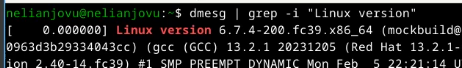 nelianjovu@nelianjovu:~$ dmesg | grep -i "Linux version"
[    0.000000] Linux version 6.7.4-200.fc39.x86_64 (mockbuild@
0963d3b29334043cc) (gcc (GCC) 13.2.1 20231205 (Red Hat 13.2.1-
ion 2.40-14.fc39) #1 SMP PREEMPT_DYNAMIC Mon Feb  5 22:21:14 U